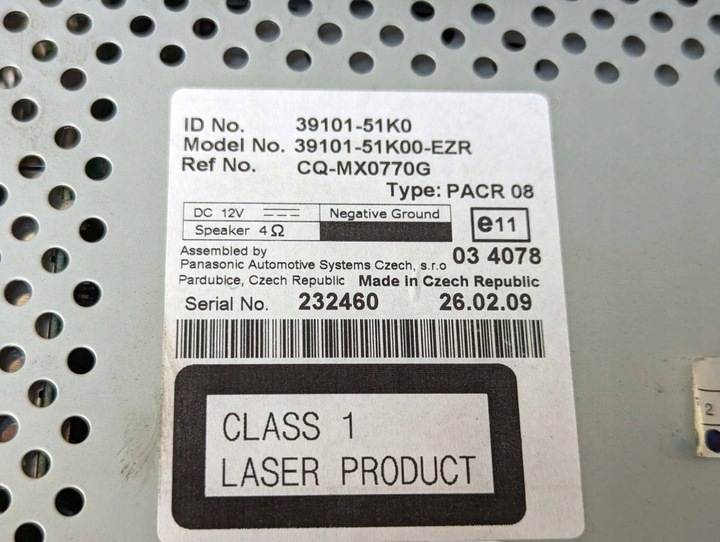 ID No. 39101-51K0
Model No. 39101-51K00-EZR
Ref No. CQ-MX0770G
Type: PACR 08
DC 12V Negative Ground
Speaker 4Ω
e11
Assembled by
03 4078
Panasonic Automotive Systems Czech, s.r.o
Pardubice, Czech Republic Made in Czech Republic
Serial No. 232460 26.02.09
CLASS 1
LASER PRODUCT
2